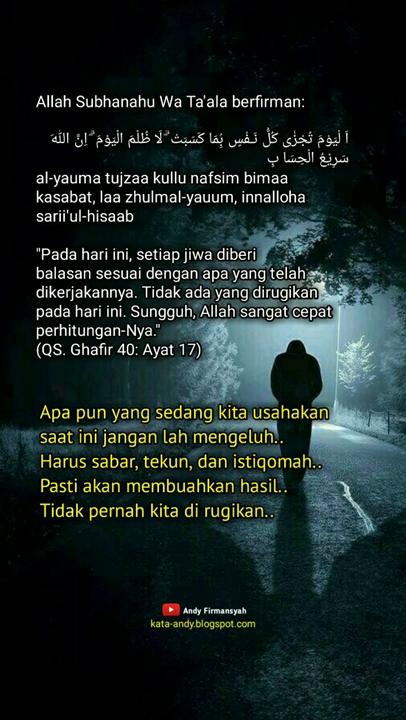 Allah Subhanahu Wa Ta'ala berfirman:
اَ لْيَوْمَ تُجْزٰى كُلُّ نَـفْسٍ بِۢمَا كَسَبَتْ ۗ لَا ظُلْمَ الْيَوْمَ ۗ اِنَّ اللّٰهَ
سَرِيْعُ الْحِسَا بِ
al-yauma tujzaa kullu nafsim bimaa
kasabat, laa zhulmal-yauum, innalloha
sarii'ul-hisaab
"Pada hari ini, setiap jiwa diberi
balasan sesuai dengan apa yang telah
dikerjakannya. Tidak ada yang dirugikan
pada hari ini. Sungguh, Allah sangat cepat
perhitungan-Nya."
(QS. Ghafir 40: Ayat 17)
Apa pun yang sedang kita usahakan
saat ini jangan lah mengeluh..
Harus sabar, tekun, dan istiqomah..
Pasti akan membuahkan hasil..
Tidak pernah kita di rugikan..
Andy Firmansyah
kata-andy.blogspot.com